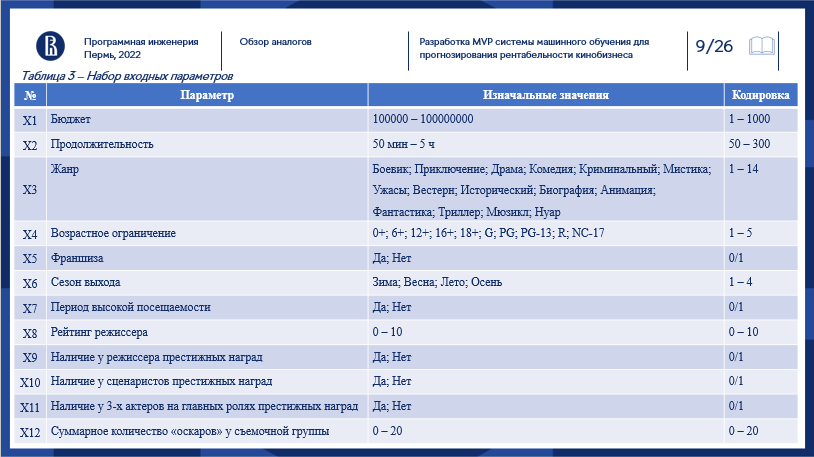 Программная инженерия
Пермь, 2022
Обзор аналогов
Разработка MVP системы машинного обучения для
прогнозирования рентабельности кинобизнеса
9/26
Таблица 3 – Набор входных параметров
№ Параметр Изначальные значения Кодировка
X1 Бюджет 100000 – 100000000 1 – 1000
X2 Продолжительность 50 мин – 5 ч 50 – 300
X3 Жанр Боевик; Приключение; Драма; Комедия; Криминальный; Мистика; 1 – 14
Ужасы; Вестерн; Исторический; Биография; Анимация;
Фантастика; Триллер; Мюзикл; Нуар
X4 Возрастное ограничение 0+; 6+; 12+; 16+; 18+; G; PG; PG-13; R; NC-17 1 – 5
X5 Франшиза Да; Нет 0/1
X6 Сезон выхода Зима; Весна; Лето; Осень 1 – 4
X7 Период высокой посещаемости Да; Нет 0/1
X8 Рейтинг режиссера 0 – 10 0 – 10
X9 Наличие у режиссера престижных наград Да; Нет 0/1
X10 Наличие у сценаристов престижных наград Да; Нет 0/1
X11 Наличие у 3-х актеров на главных ролях престижных наград Да; Нет 0/1
X12 Суммарное количество «оскаров» у съемочной группы 0 – 20 0 – 20